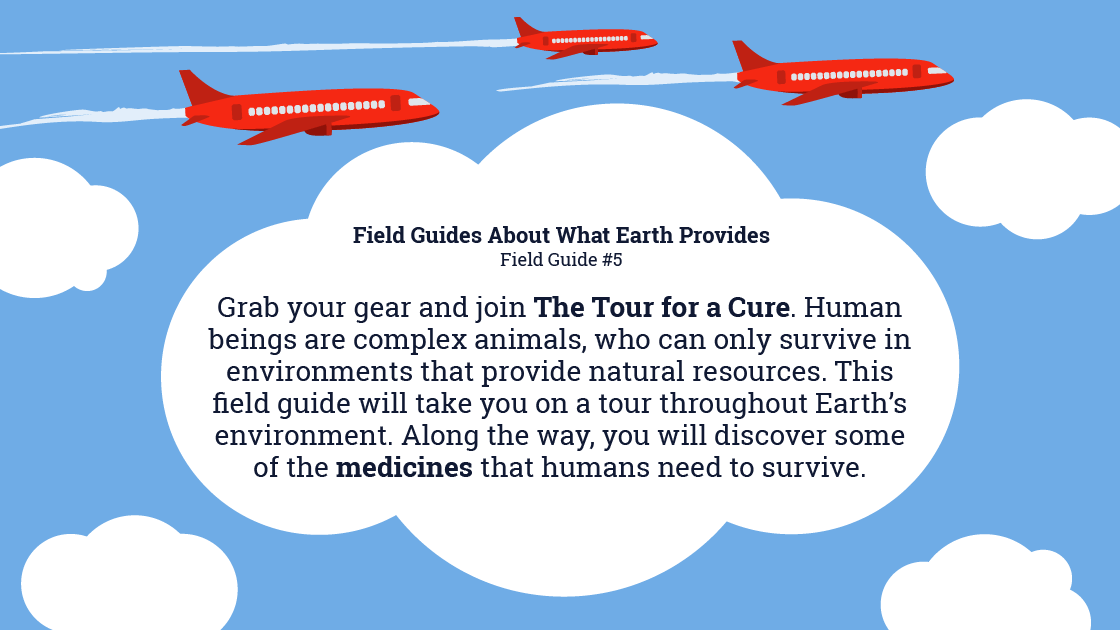 Field Guides About What Earth Provides
Field Guide #5
Grab your gear and join The Tour for a Cure. Human
beings are complex animals, who can only survive in
environments that provide natural resources. This
field guide will take you on a tour throughout Earth’s
environment. Along the way, you will discover some
of the medicines that humans need to survive.